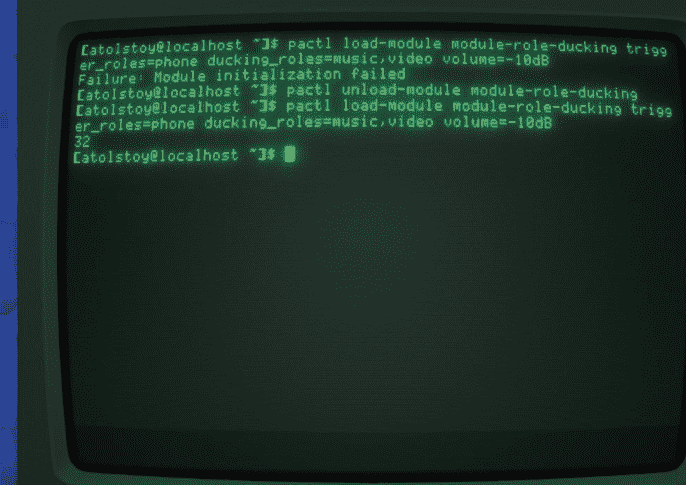 [atolstoy@localhost ~]$ pactl load-module module-role-ducking trigg
er_roles=phone ducking_roles=music,video volume=-10dB
Failure: Module initialization failed
[atolstoy@localhost ~]$ pactl unload-module module-role-ducking
[atolstoy@localhost ~]$ pactl load-module module-role-ducking trigg
er_roles=phone ducking_roles=music,video volume=-10dB
32
[atolstoy@localhost ~]$